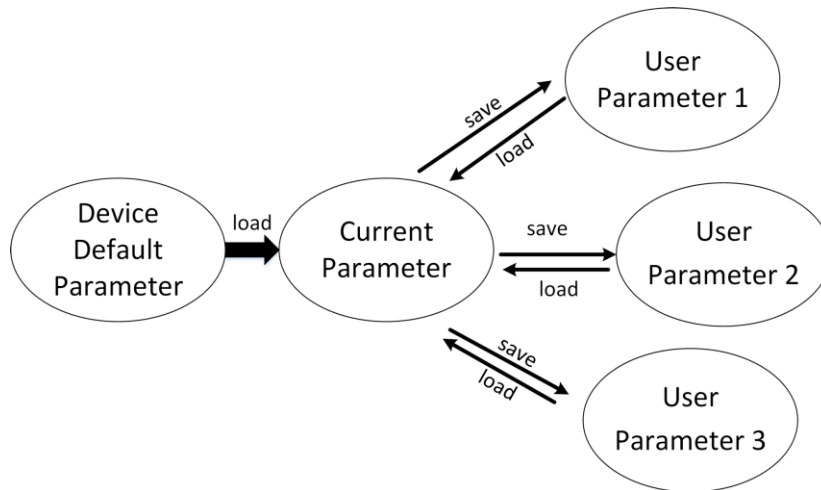 Device
Default
Parameter
load
Current
Parameter
save
load
User
Parameter 1
save
load
User
Parameter 2
save
load
User
Parameter 3